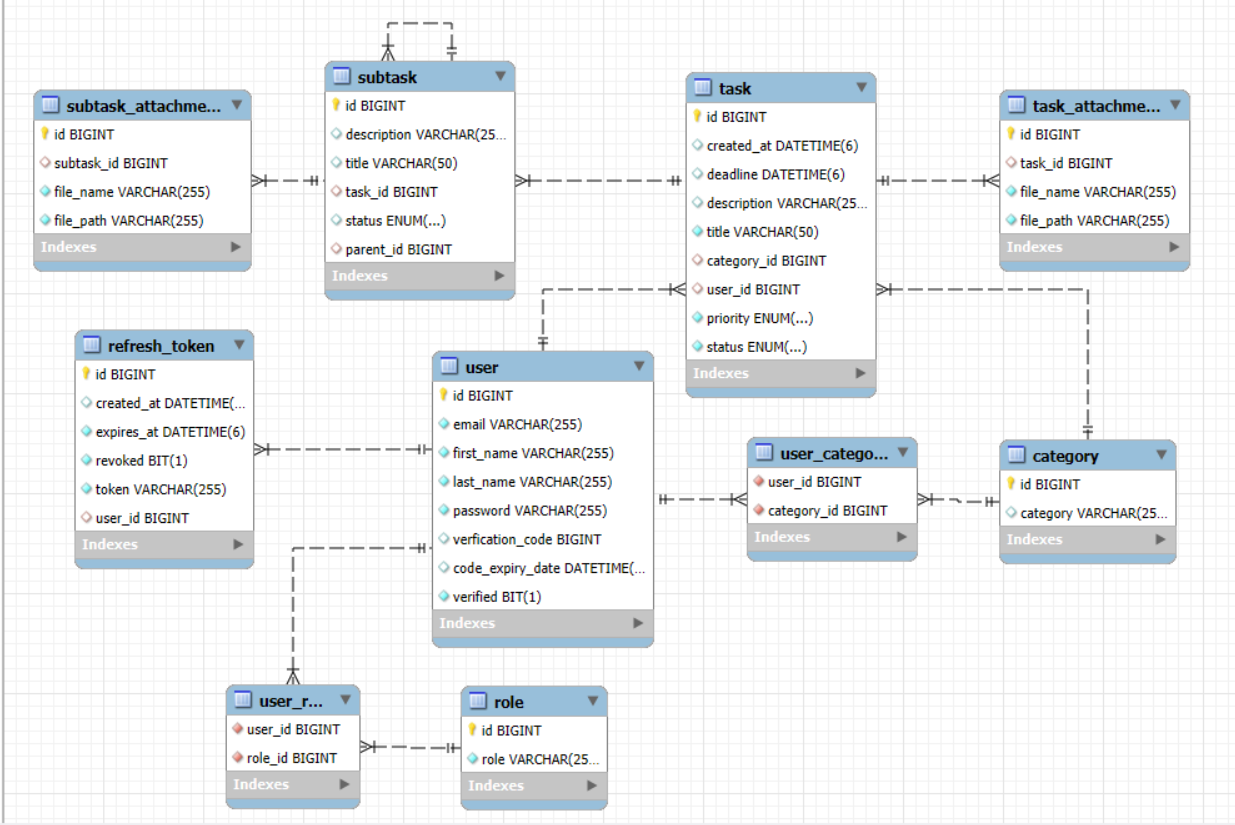 subtask_attachme...
id BIGINT
subtask_id BIGINT
file_name VARCHAR(255)
file_path VARCHAR(255)
Indexes
subtask
id BIGINT
description VARCHAR(25...
title VARCHAR(50)
task_id BIGINT
status ENUM(...)
parent_id BIGINT
Indexes
task
id BIGINT
created_at DATETIME(6)
deadline DATETIME(6)
description VARCHAR(25...
title VARCHAR(50)
category_id BIGINT
user_id BIGINT
priority ENUM(...)
status ENUM(...)
Indexes
task_attachme...
id BIGINT
task_id BIGINT
file_name VARCHAR(255)
file_path VARCHAR(255)
Indexes
refresh_token
id BIGINT
created_at DATETIME(...
expires_at DATETIME(6)
revoked BIT(1)
token VARCHAR(255)
user_id BIGINT
Indexes
user
id BIGINT
email VARCHAR(255)
first_name VARCHAR(255)
last_name VARCHAR(255)
password VARCHAR(255)
verfication_code BIGINT
code_expiry_date DATETIME(...
verified BIT(1)
Indexes
user_catego...
user_id BIGINT
category_id BIGINT
Indexes
category
id BIGINT
category VARCHAR(25...
Indexes
user_r...
user_id BIGINT
role_id BIGINT
Indexes
role
id BIGINT
role VARCHAR(25...
Indexes